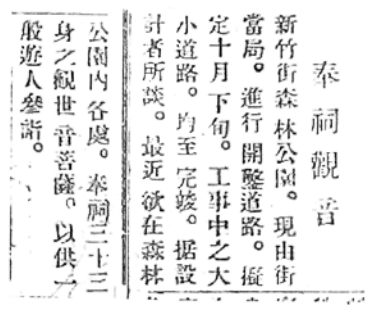 奉祠觀音
新竹街森林公園。現由街
當局。進行開鑿道路。擬
定十月下旬。工事中之大
小道路。均至完竣。据設
計者所談。最近欲在森林
公園內各處。奉祠三十三
身之觀世音菩薩。以供一
般遊人參詣。